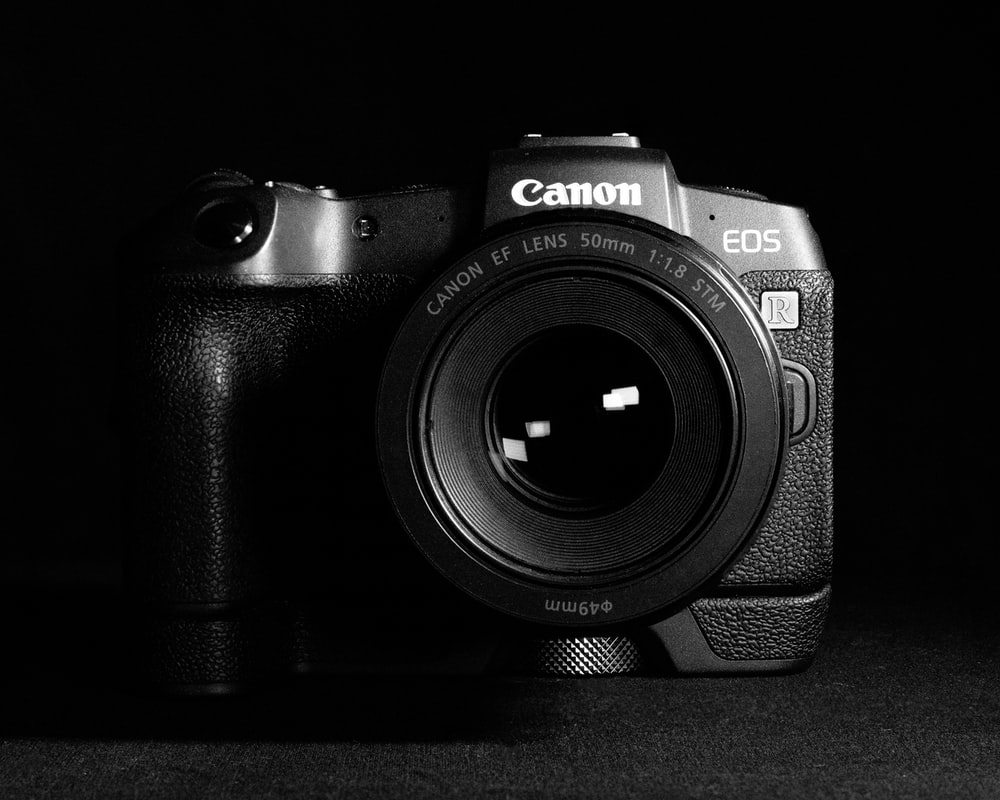 Canon
EOS
R
CANON EF LENS 50mm 1:1.8 STM
φ49mm